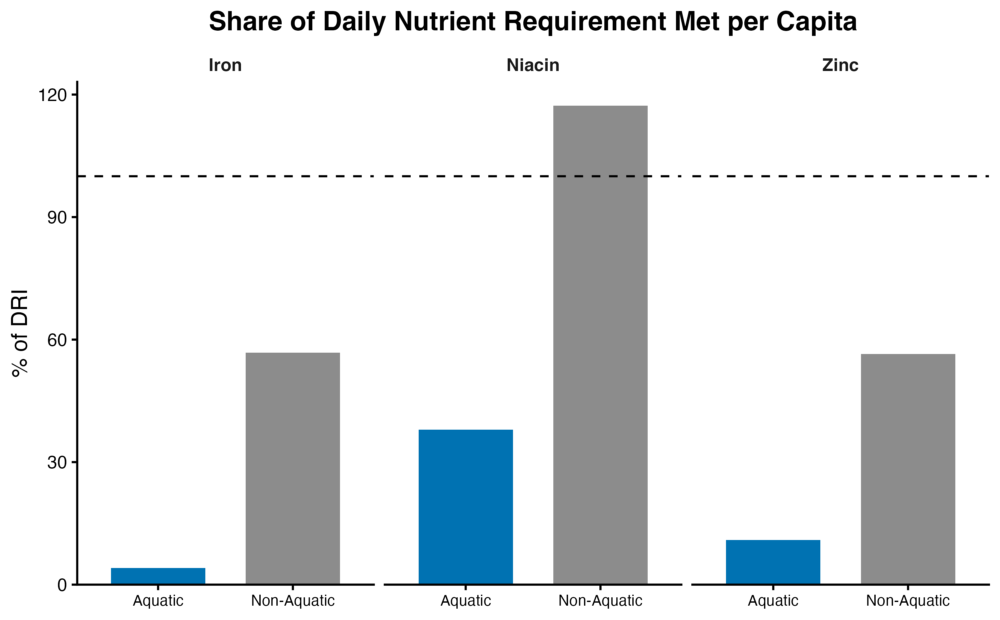 Share of Daily Nutrient Requirement Met per Capita
Iron
Niacin
Zinc
120
90
60
30
0
% of DRI
Aquatic
Non-Aquatic
Aquatic
Non-Aquatic
Aquatic
Non-Aquatic